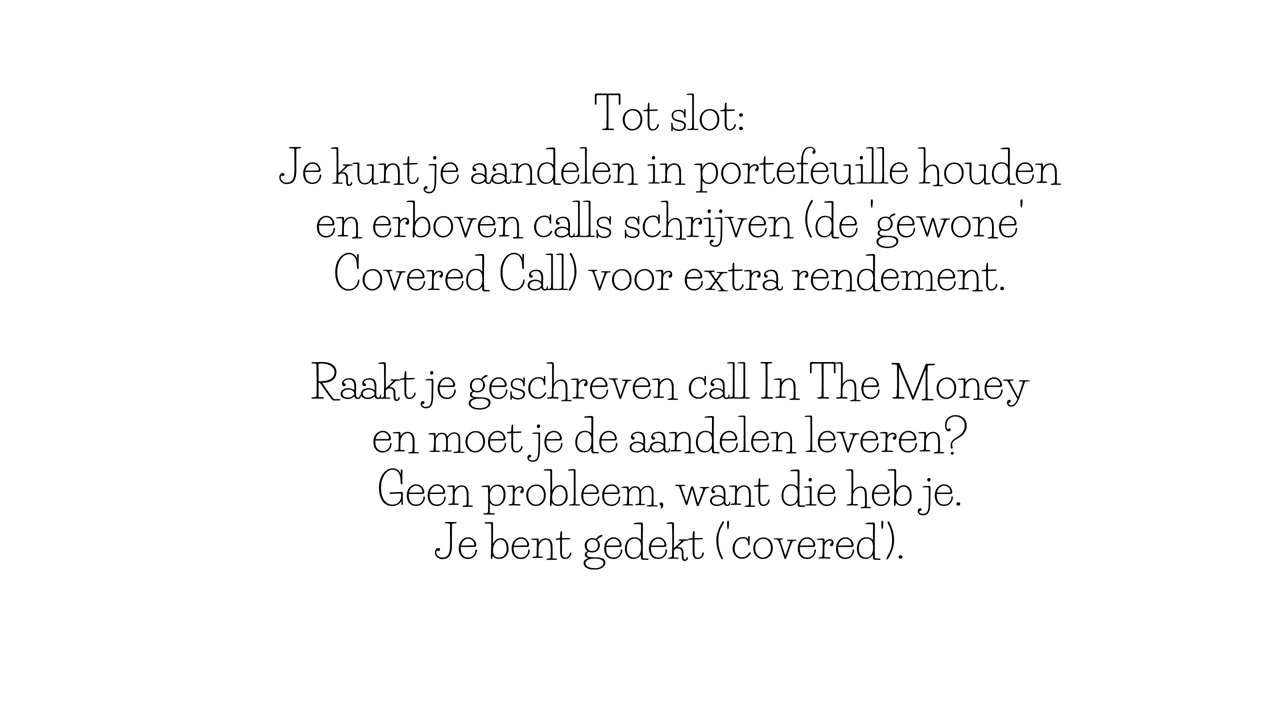 Tot slot:
Je kunt je aandelen in portefeuille houden
en erboven calls schrijven (de 'gewone'
Covered Call) voor extra rendement.
Raakt je geschreven call In The Money
en moet je de aandelen leveren?
Geen probleem, want die heb je.
Je bent gedekt ('covered').